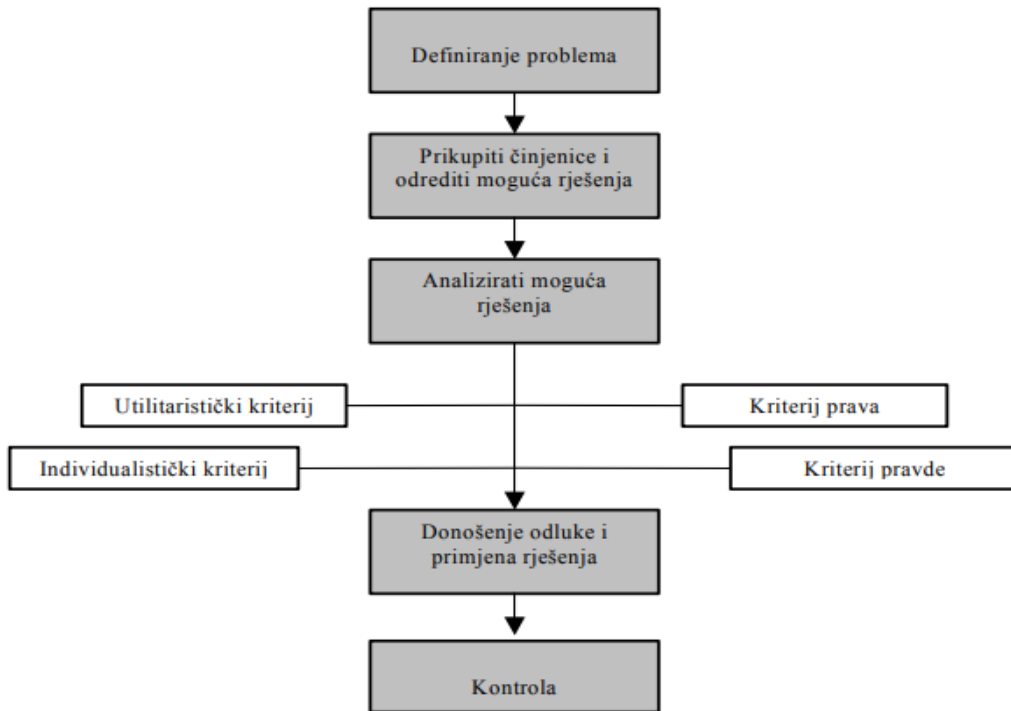 Definiranje problema
Prikupiti činjenice i
odrediti moguća rješenja
Analizirati moguća
rješenja
Utilitaristički kriterij
Kriterij prava
Individualistički kriterij
Kriterij pravde
Donošenje odluke i
primjena rješenja
Kontrola